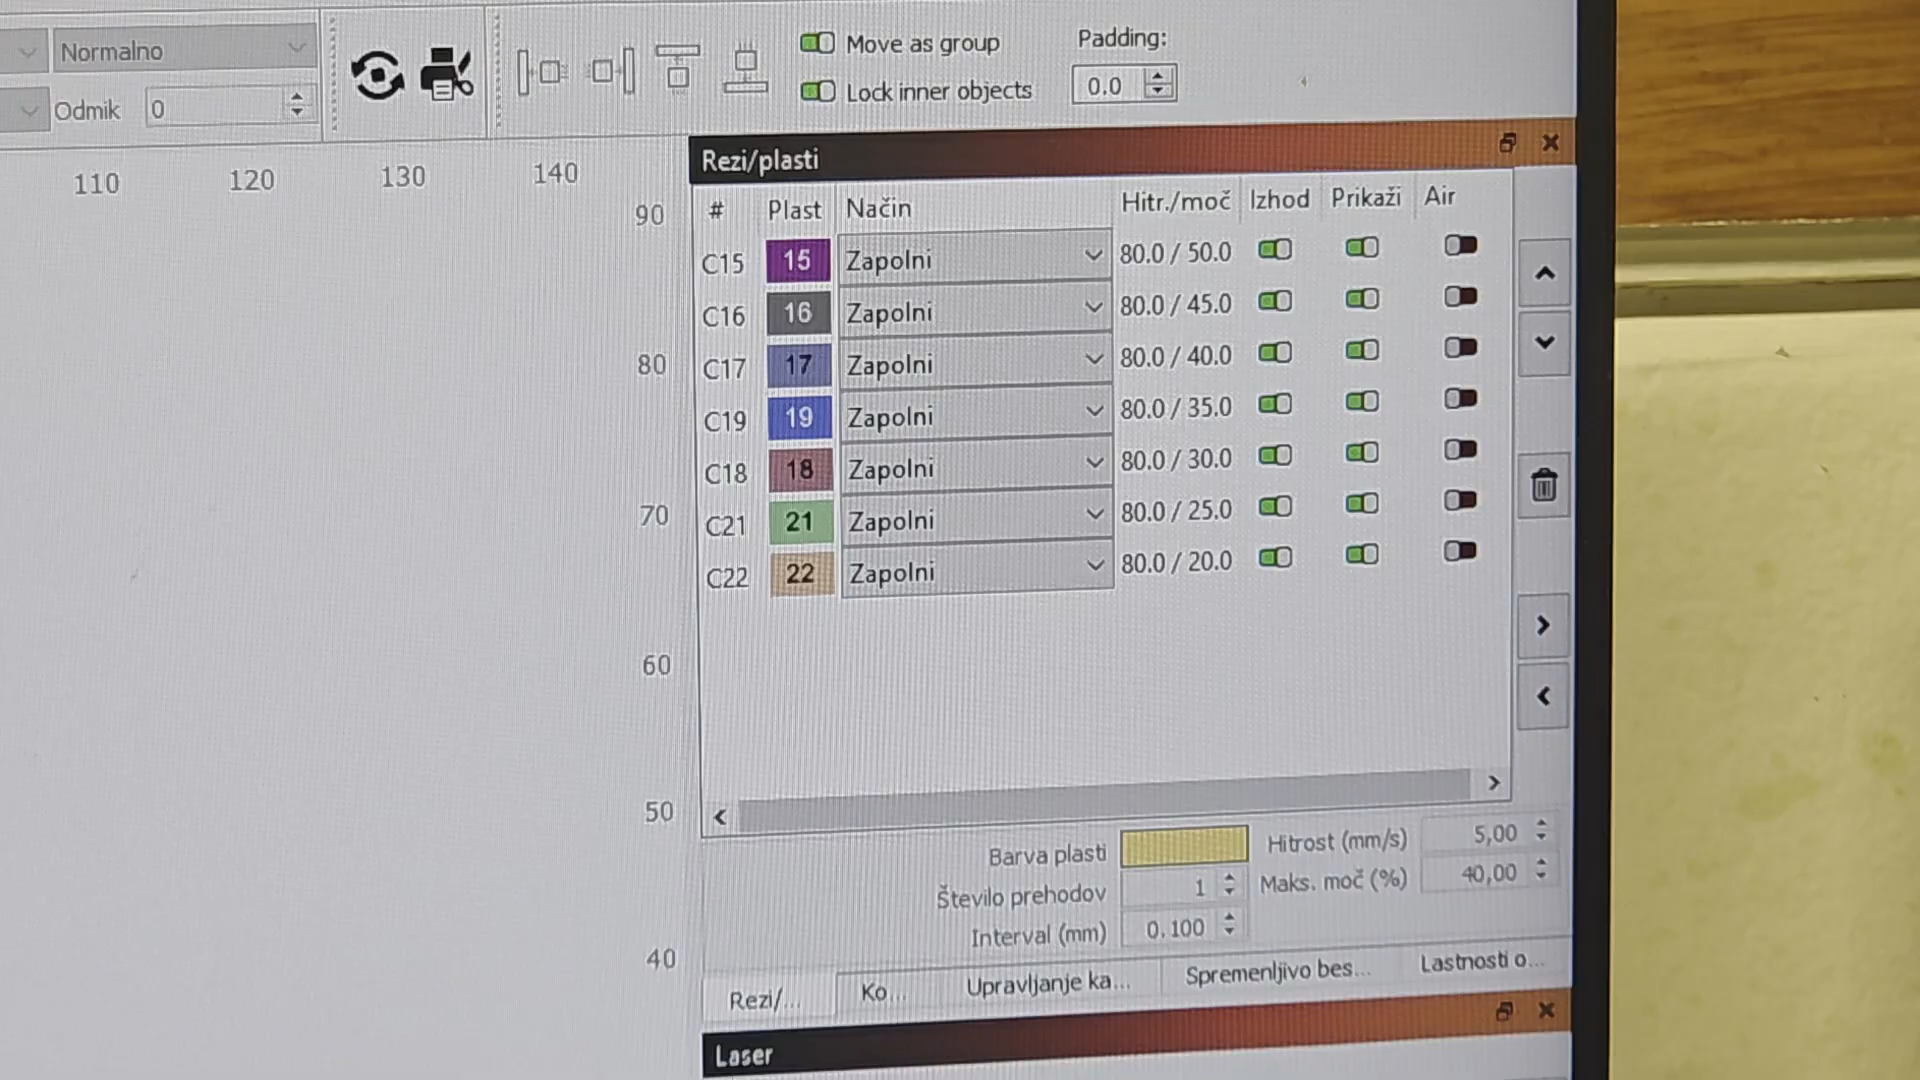 Normalno
Move as group
Padding:
Odmik 0
Lock inner objects
0.0
Rezi/plasti
110 120 130 140
90
80
70
60
50
40
# Plast Način Hitr./moč Izhod Prikaži Air
C15 15 Zapolni 80.0 / 50.0
C16 16 Zapolni 80.0 / 45.0
C17 17 Zapolni 80.0 / 40.0
C19 19 Zapolni 80.0 / 35.0
C18 18 Zapolni 80.0 / 30.0
C21 21 Zapolni 80.0 / 25.0
C22 22 Zapolni 80.0 / 20.0
Barva plasti Hitrost (mm/s) 5,00
Število prehodov 1 Maks. moč (%) 40,00
Interval (mm) 0.100
Rezi/... Ko... Upravljanje ka... Spremenljivo bes... Lastnosti o...
Laser